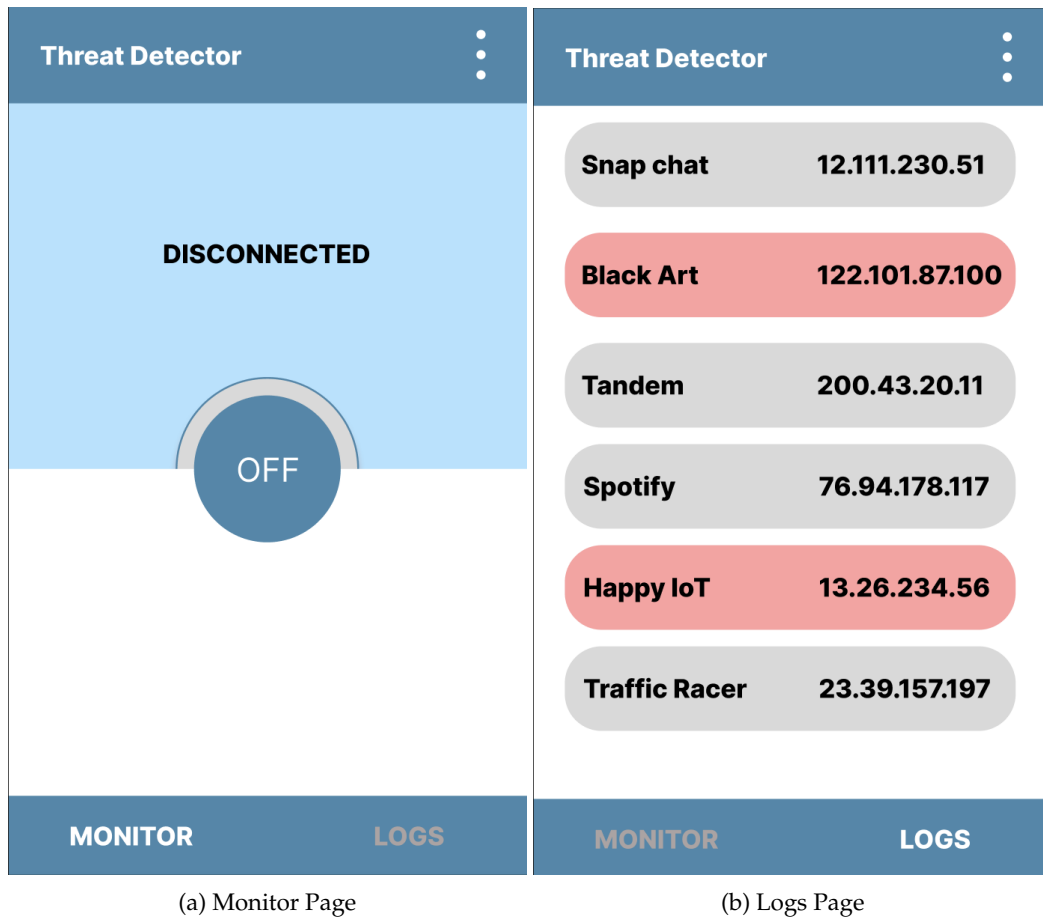 Threat Detector
DISCONNECTED
OFF
MONITOR LOGS
(a) Monitor Page
Threat Detector
Snap chat 12.111.230.51
Black Art 122.101.87.100
Tandem 200.43.20.11
Spotify 76.94.178.117
Happy IoT 13.26.234.56
Traffic Racer 23.39.157.197
MONITOR LOGS
(b) Logs Page